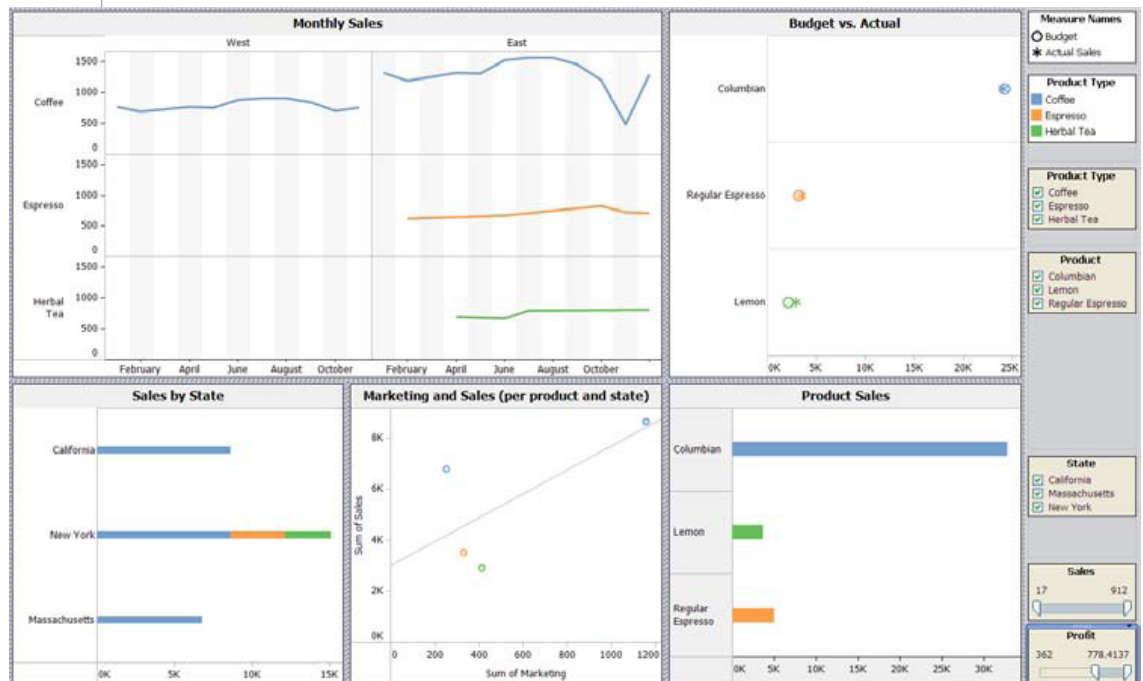 Monthly Sales
West
East
Coffee
1500
1000
500
0
Espresso
1500
1000
500
0
Herbal
Tea
1500
1000
500
0
February April June August October
February April June August October
Budget vs. Actual
Columbian
Regular Espresso
Lemon
0K 5K 10K 15K 20K 25K
Measure Names
Budget
Actual Sales
Product Type
Coffee
Espresso
Herbal Tea
Product Type
Coffee
Espresso
Herbal Tea
Product
Columbian
Lemon
Regular Espresso
State
California
Massachusetts
New York
Sales
17 912
Profit
362 778.4137
Sales by State
California
New York
Massachusetts
0K 5K 10K 15K
Marketing and Sales (per product and state)
Sum of Sales
8K
6K
4K
2K
0K
0 200 400 600 800 1000 1200
Sum of Marketing
Product Sales
Columbian
Lemon
Regular
Espresso
0K 5K 10K 15K 20K 25K 30K